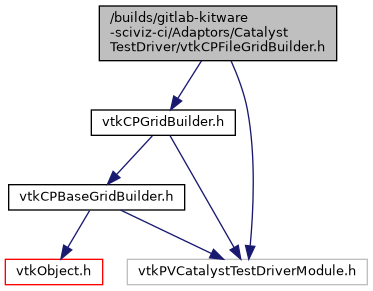 /builds/gitlab-kitware
-sciviz-ci/Adaptors/Catalyst
TestDriver/vtkCPFileGridBuilder.h
vtkCPGridBuilder.h
vtkCPBaseGridBuilder.h
vtkObject.h
vtkPVCatalystTestDriverModule.h